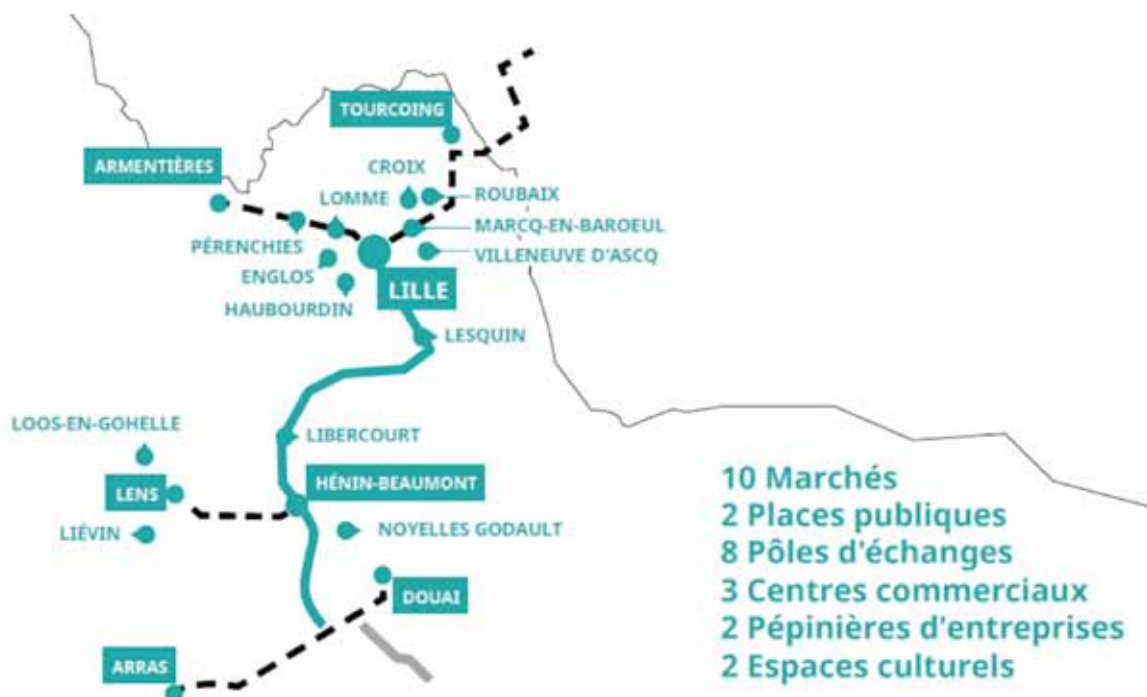 TOURCOING
ARMENTIÈRES
CROIX
LOMME
ROUBAIX
MARCQ-EN-BAROEUL
PÉRENCHIES
VILLENEUVE D'ASCQ
ENGLOS
LILLE
HAUBOURDIN
LESQUIN
LOOS-EN-GOHELLE
LIBERCOURT
LENS
HÉNIN-BEAUMONT
LIÉVIN
NOYELLES GODAULT
DOUAI
ARRAS
10 Marchés
2 Places publiques
8 Pôles d'échanges
3 Centres commerciaux
2 Pépinières d'entreprises
2 Espaces culturels